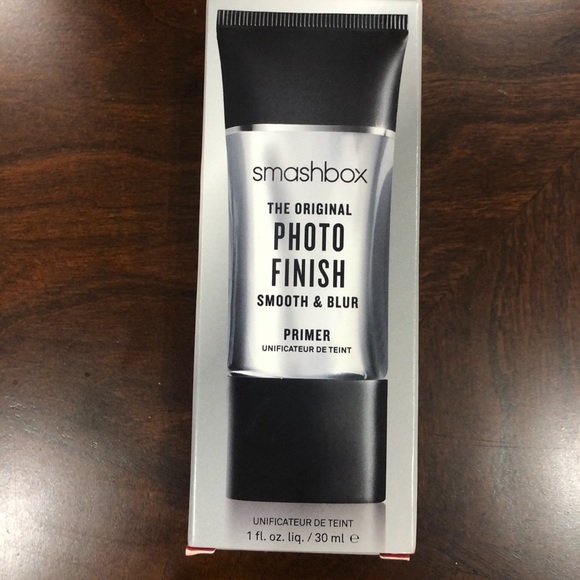 smashbox
THE ORIGINAL
PHOTO
FINISH
SMOOTH & BLUR
PRIMER
UNIFICATEUR DE TEINT
UNIFICATEUR DE TEINT
1 fl. oz. liq. / 30 ml ℮